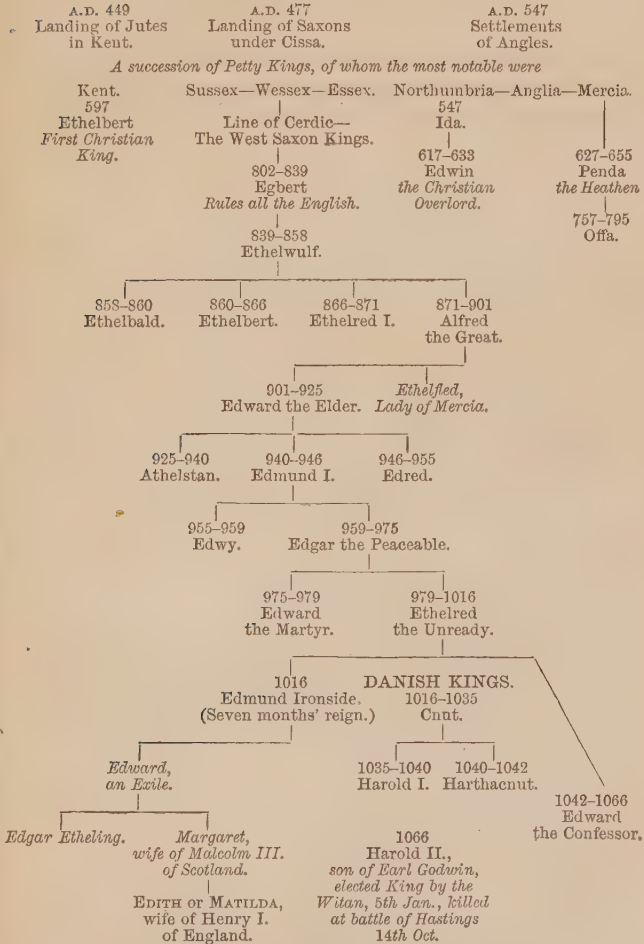 A.D. 449 A.D. 477 A.D. 547
Landing of Jutes Landing of Saxons Settlements
in Kent. under Cissa. of Angles.
A succession of Petty Kings, of whom the most notable were
Kent. Sussex—Wessex—Essex. Northumbria—Anglia—Mercia.
597 547
Ethelbert Line of Cerdic— Ida.
First Christian The West Saxon Kings.
King. 617–633 627–655
802–839 Edwin Penda
Egbert the Christian the Heathen
Rules all the English. Overlord.
757–795
839–858 Offa.
Ethelwulf.
858–860 860–866 866–871 871–901
Ethelbald. Ethelbert. Ethelred I. Alfred
the Great.
901–925 Ethelfled,
Edward the Elder. Lady of Mercia.
925–940 940–946 946–955
Athelstan. Edmund I. Edred.
955–959 959–975
Edwy. Edgar the Peaceable.
975–979 979–1016
Edward Ethelred
the Martyr. the Unready.
1016 DANISH KINGS.
Edmund Ironside, 1016–1035
(Seven months' reign.) Cnut.
Edward, 1035–1040 1040–1042
an Exile. Harold I. Harthacnut.
1042–1066
Edward
the Confessor.
Edgar Etheling. Margaret, 1066
wife of Malcolm III. Harold II.,
of Scotland. son of Earl Godwin,
elected King by the
EDITH OR MATILDA, Witan, 5th Jan., killed
wife of Henry I. at battle of Hastings
of England. 14th Oct.